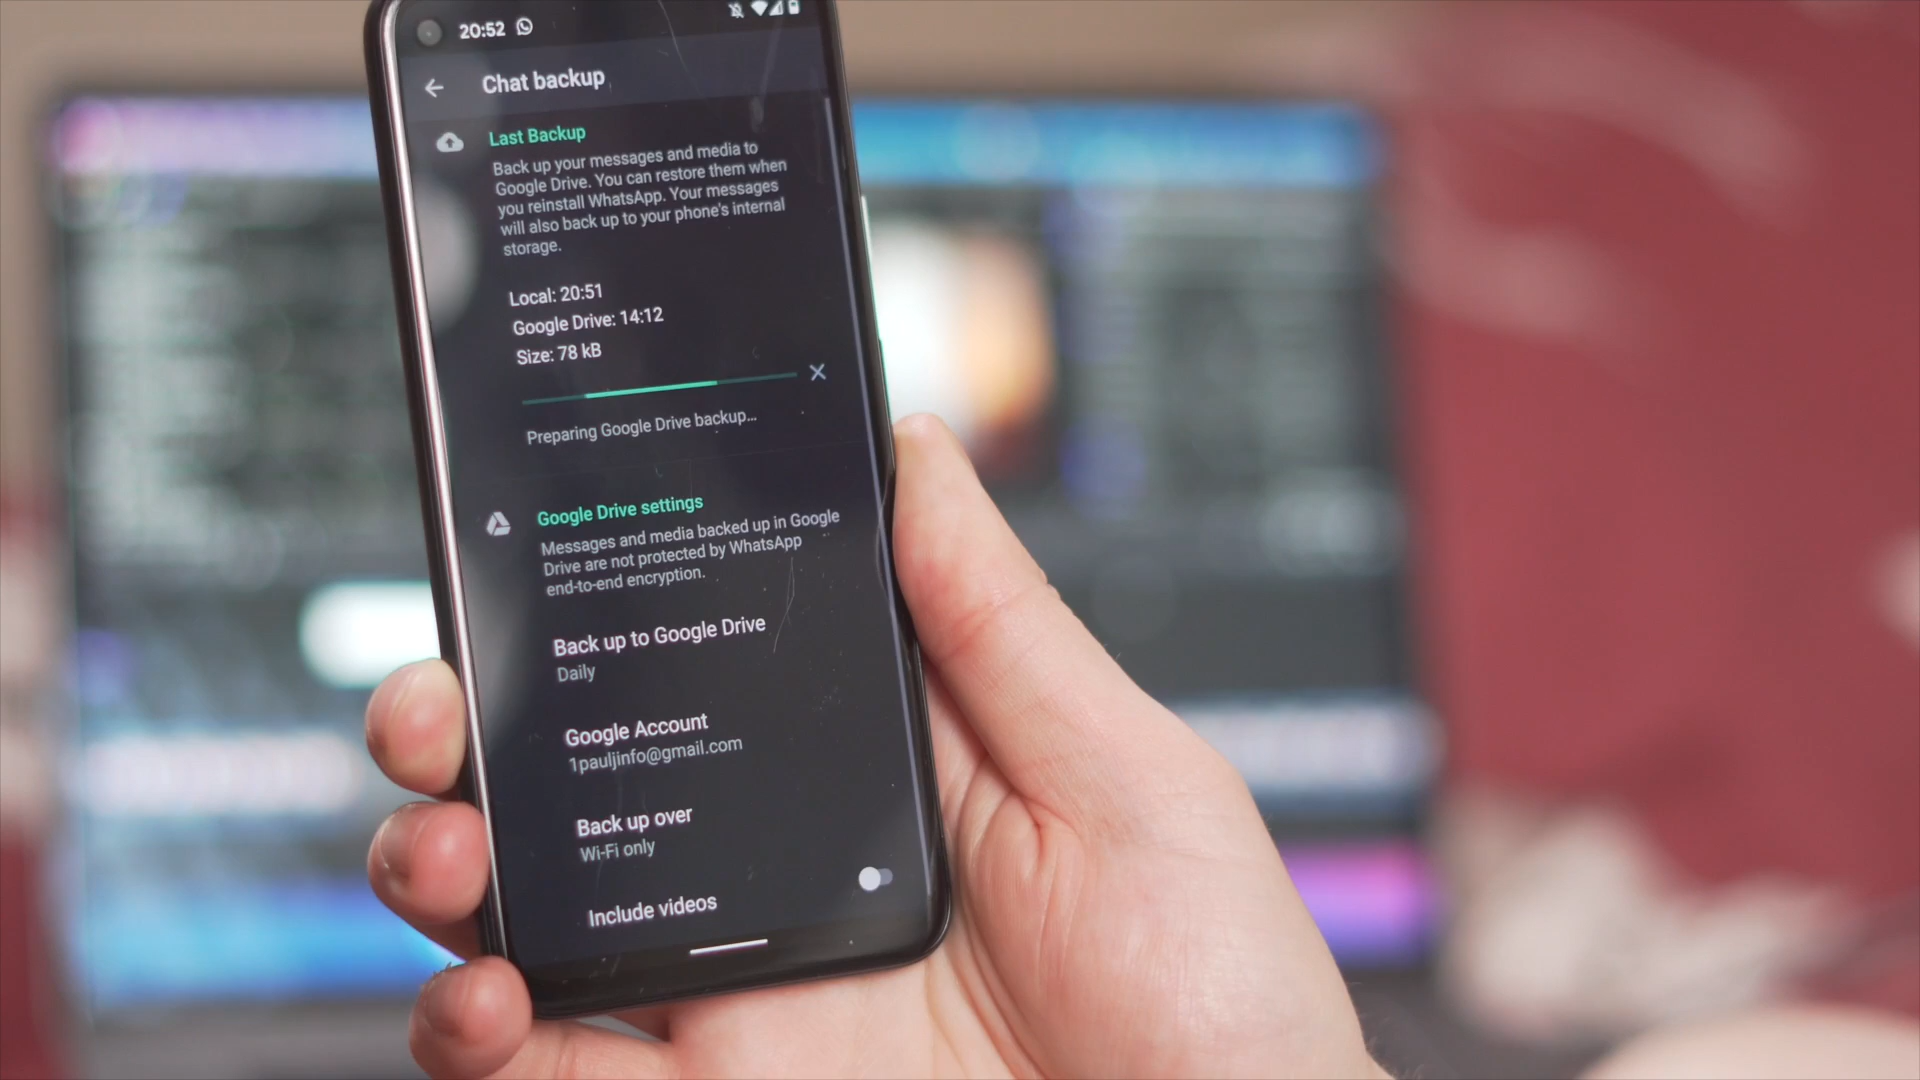 20:52
Chat backup
Last Backup
Back up your messages and media to
Google Drive. You can restore them when
you reinstall WhatsApp. Your messages
will also back up to your phone's internal
storage.
Local: 20:51
Google Drive: 14:12
Size: 78 kB
Preparing Google Drive backup...
Google Drive settings
Messages and media backed up in Google
Drive are not protected by WhatsApp
end-to-end encryption.
Back up to Google Drive
Daily
Google Account
1pauljinfo@gmail.com
Back up over
Wi-Fi only
Include videos